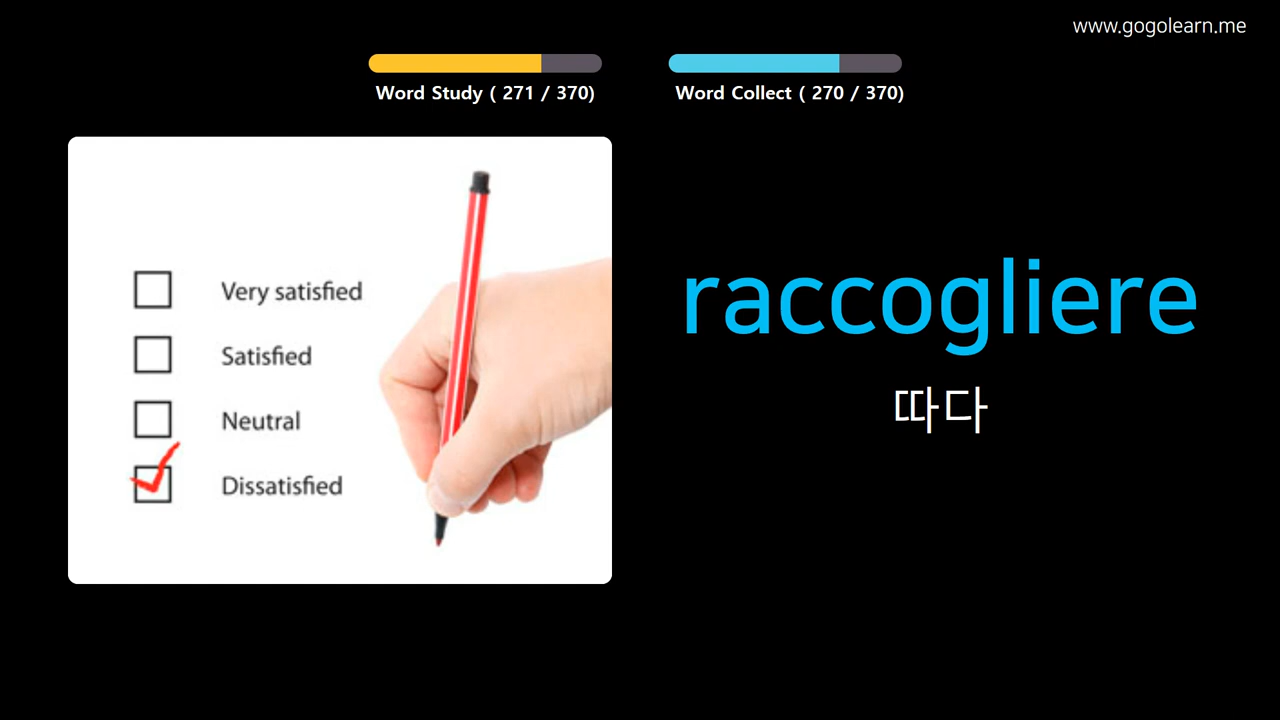 www.gogolearn.me
Word Study ( 271 / 370)
Word Collect ( 270 / 370)
Very satisfied
Satisfied
Neutral
Dissatisfied
raccogliere
따다